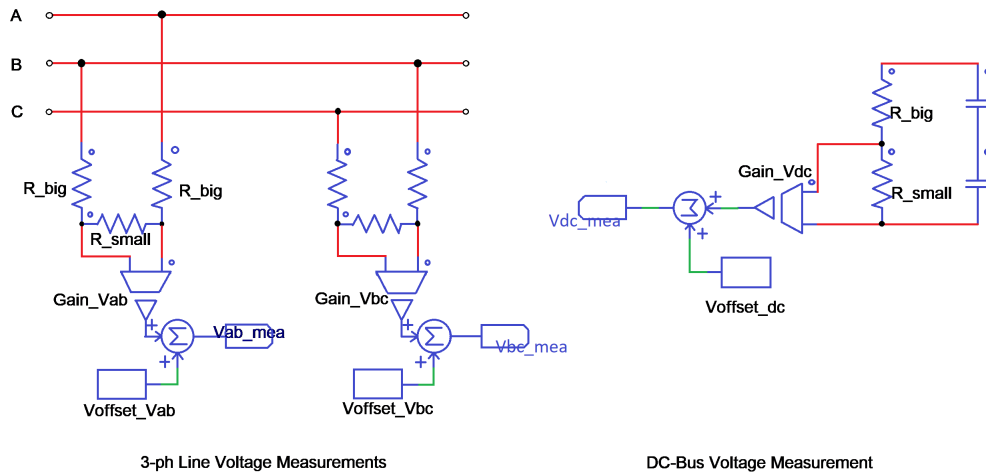 A
B
C
R_big
R_big
R_small
Gain_Vab
Vab_mea
Voffset_Vab
Gain_Vbc
Vbc_mea
Voffset_Vbc
3-ph Line Voltage Measurements
R_big
Gain_Vdc
R_small
Vdc_mea
Voffset_dc
DC-Bus Voltage Measurement